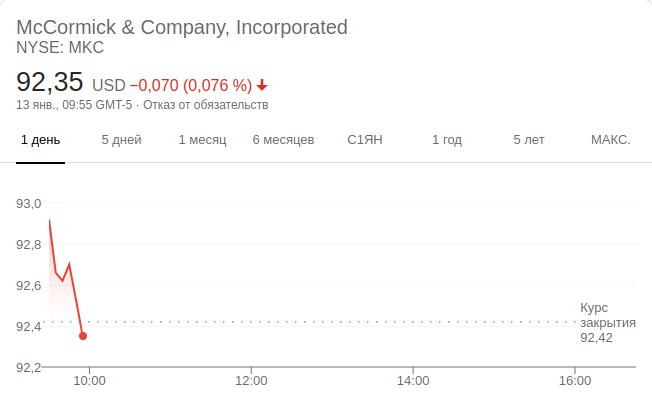 McCormick & Company, Incorporated
NYSE: MKC
92,35 USD −0,070 (0,076 %)
13 янв., 09:55 GMT-5 · Отказ от обязательств
1 день 5 дней 1 месяц 6 месяцев С1ЯН 1 год 5 лет МАКС.
93,0
92,8
92,6
92,4
92,2
Курс
закрытия
92,42
10:00 12:00 14:00 16:00